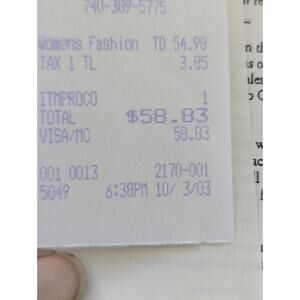 740-389-5775
Womens Fashion TD 54.98
TAX 1 TL 3.85
ITMPROCO 1
TOTAL $58.83
VISA/MC 58.83
001 0013 2170-001
5049 6:38PM 10/ 3/03